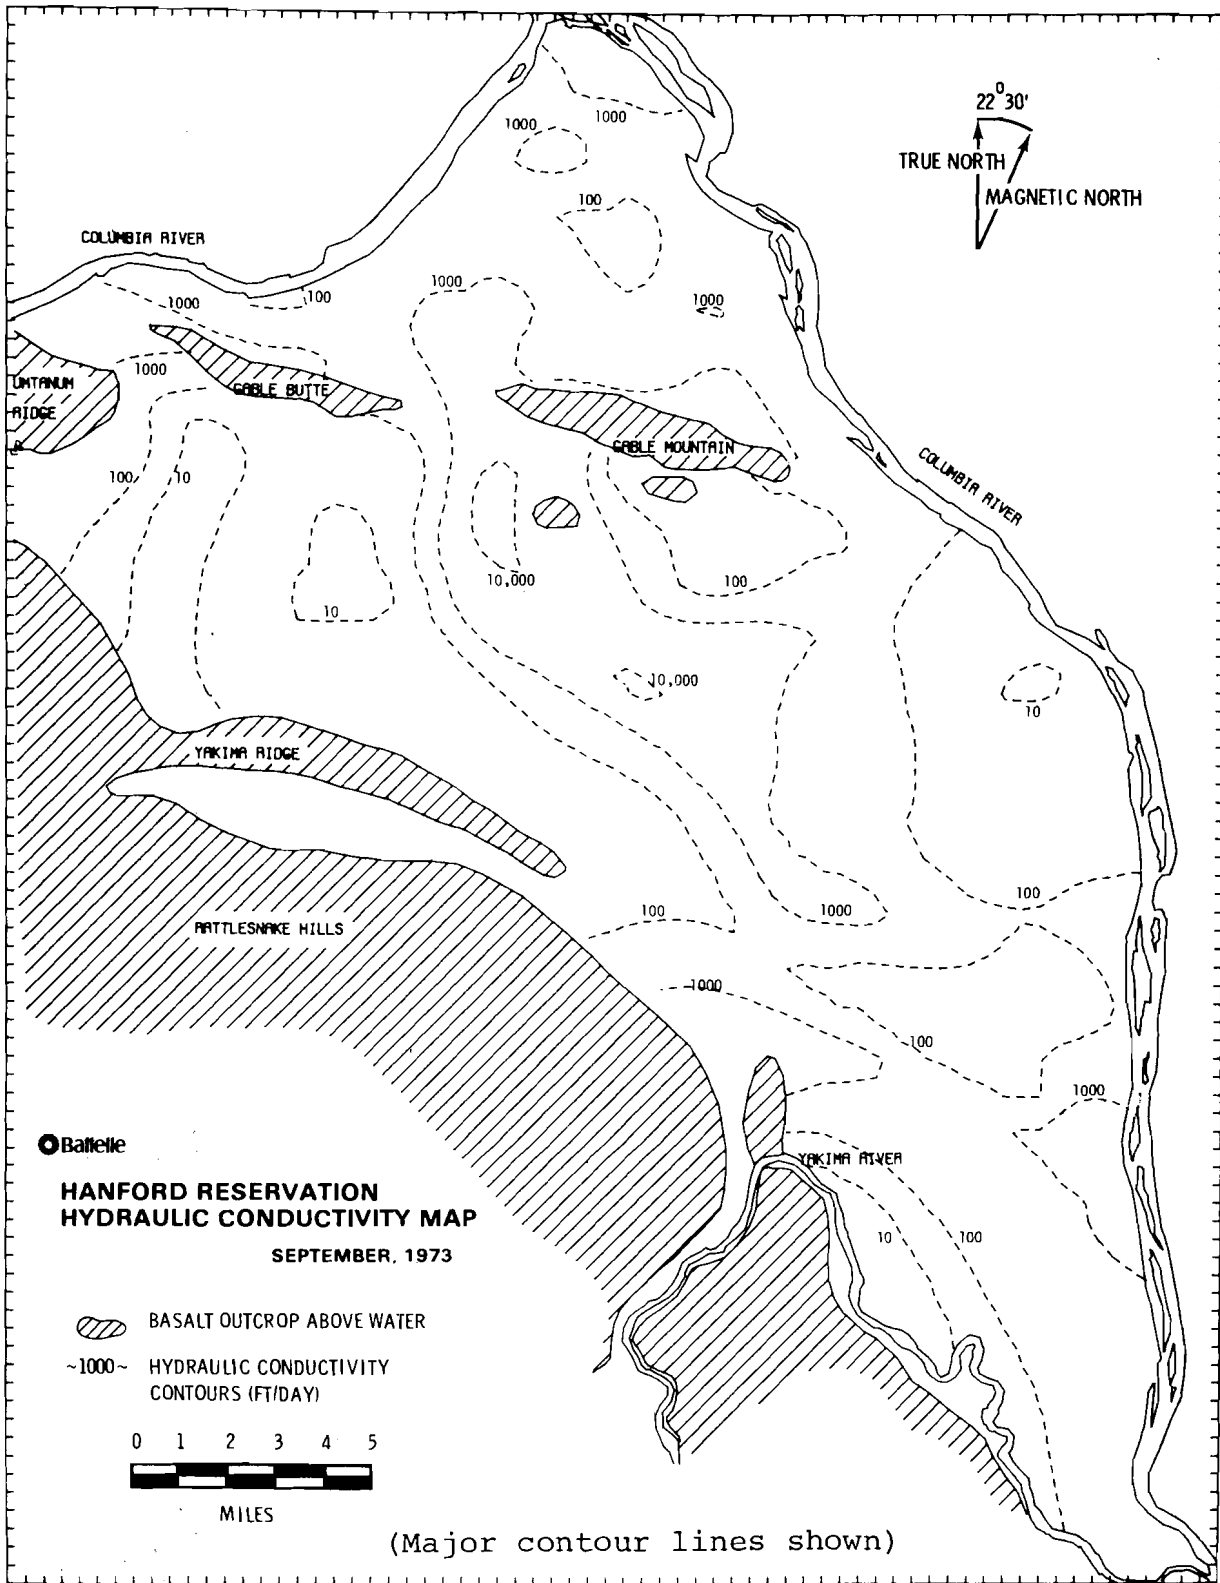 1000
1000
22°30'
TRUE NORTH
MAGNETIC NORTH
100
COLUMBIA RIVER
1000
100
1000
1000
1000
UMTANUM
RIDGE
GABLE BUTTE
GABLE MOUNTAIN
100
10
COLUMBIA RIVER
10,000
100
10
10,000
10
YAKIMA RIDGE
100
100
1000
RATTLESNAKE HILLS
1000
100
1000
Battelle
YAKIMA RIVER
HANFORD RESERVATION
HYDRAULIC CONDUCTIVITY MAP
SEPTEMBER, 1973
10
100
BASALT OUTCROP ABOVE WATER
~1000~ HYDRAULIC CONDUCTIVITY
CONTOURS (FT/DAY)
0 1 2 3 4 5
MILES
(Major contour lines shown)